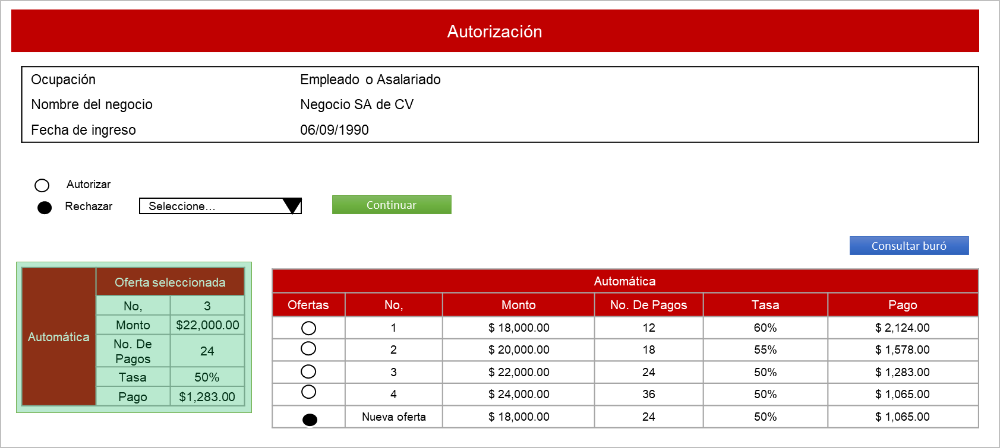 Autorización
Ocupación Empleado o Asalariado
Nombre del negocio Negocio SA de CV
Fecha de ingreso 06/09/1990
Autorizar
Rechazar Seleccione... Continuar
Consultar buró
Automática
Oferta seleccionada
No, 3
Monto $22,000.00
No. De
Pagos 24
Tasa 50%
Pago $1,283.00
Automática
Ofertas No, Monto No. De Pagos Tasa Pago
1 $ 18,000.00 12 60% $ 2,124.00
2 $ 20,000.00 18 55% $ 1,578.00
3 $ 22,000.00 24 50% $ 1,283.00
4 $ 24,000.00 36 50% $ 1,065.00
Nueva oferta $ 18,000.00 24 50% $ 1,065.00